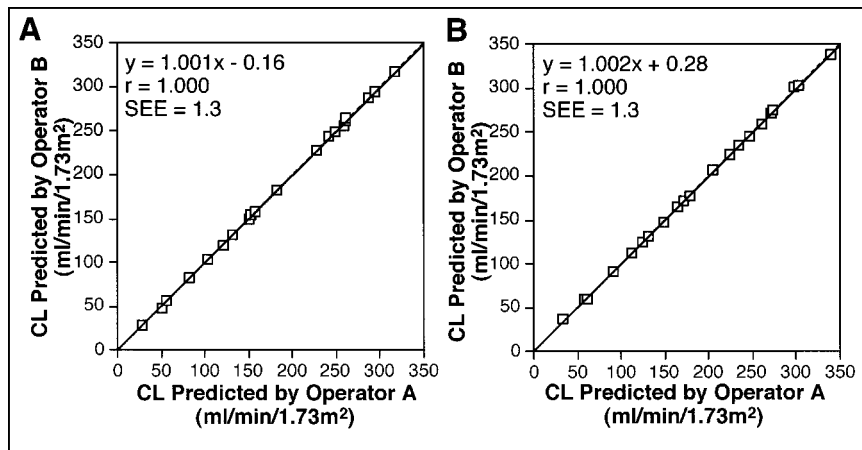 A
CL Predicted by Operator B
(ml/min/1.73m²)
350
300
250
200
150
100
50
0
y = 1.001x - 0.16
r = 1.000
SEE = 1.3
0 50 100 150 200 250 300 350
CL Predicted by Operator A
(ml/min/1.73m²)
B
CL Predicted by Operator B
(ml/min/1.73m²)
350
300
250
200
150
100
50
0
y = 1.002x + 0.28
r = 1.000
SEE = 1.3
0 50 100 150 200 250 300 350
CL Predicted by Operator A
(ml/min/1.73m²)